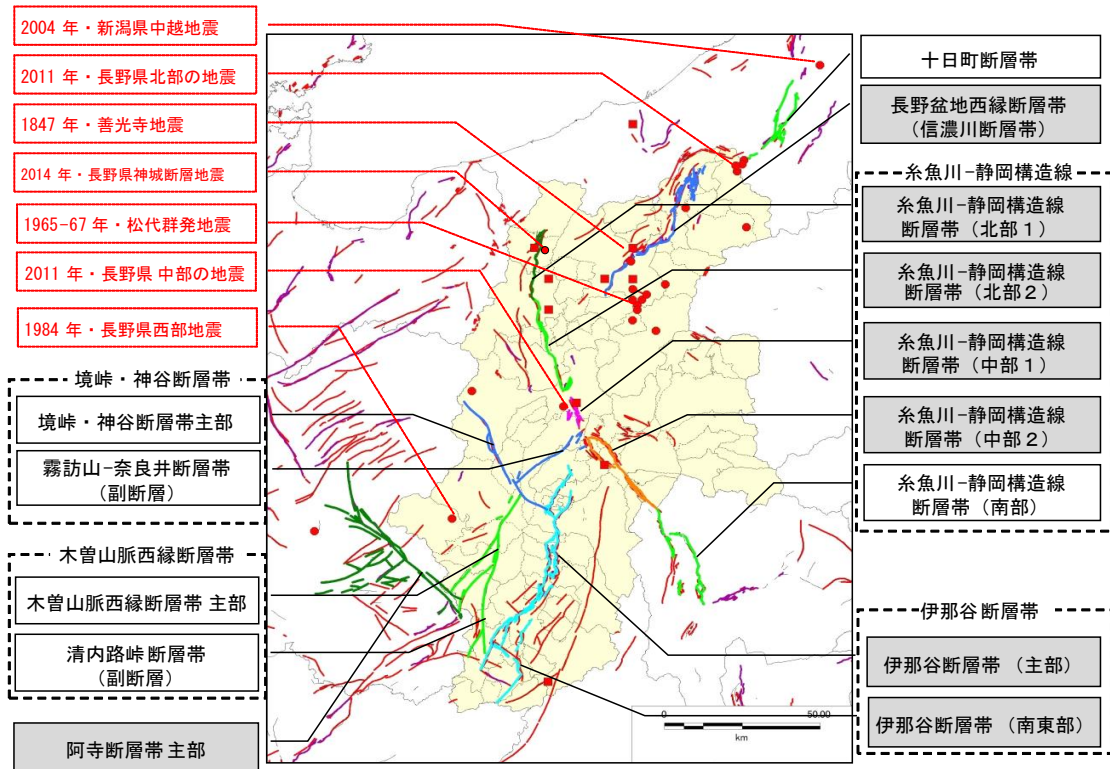 2004 年・新潟県中越地震
2011 年・長野県北部の地震
1847 年・善光寺地震
2014 年・長野県神城断層地震
1965-67 年・松代群発地震
2011 年・長野県 中部の地震
1984 年・長野県西部地震
境峠・神谷断層帯
境峠・神谷断層帯主部
霧訪山−奈良井断層帯
(副断層)
木曽山脈西縁断層帯
木曽山脈西縁断層帯 主部
清内路峠 断層帯
(副断層)
阿寺断層帯 主部
十日町断層帯
長野盆地西縁断層帯
(信濃川断層帯)
糸魚川−静岡構造線
糸魚川−静岡構造線
断層帯(北部1)
糸魚川−静岡構造線
断層帯(北部2)
糸魚川−静岡構造線
断層帯(中部1)
糸魚川−静岡構造線
断層帯(中部2)
糸魚川−静岡構造線
断層帯(南部)
伊那谷断層帯
伊那谷断層帯 (主部)
伊那谷断層帯 (南東部)
0 50.00
km